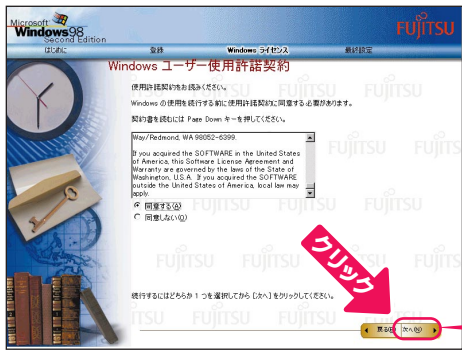 Microsoft
Windows98
Second Edition
FUJITSU
はじめに 登録 Windows ライセンス 最終設定
Windows ユーザー使用許諾契約
使用許諾契約をお読みください。
Windows の使用を続行する前に使用許諾契約に同意する必要があります。
契約書を読むには Page Down キーを押してください。
Way/Redmond, WA 98052-6399.
If you acquired the SOFTWARE in the United States
of America, this Software License Agreement and
Warranty are governed by the laws of the State of
Washington, U.S.A. If you acquired the SOFTWARE
outside the United States of America, local law may
apply.
同意する(A)
同意しない(O)
クリック
続行するにはどちらか 1 つを選択してから [次へ] をクリックしてください。
戻る(B) 次へ(N)